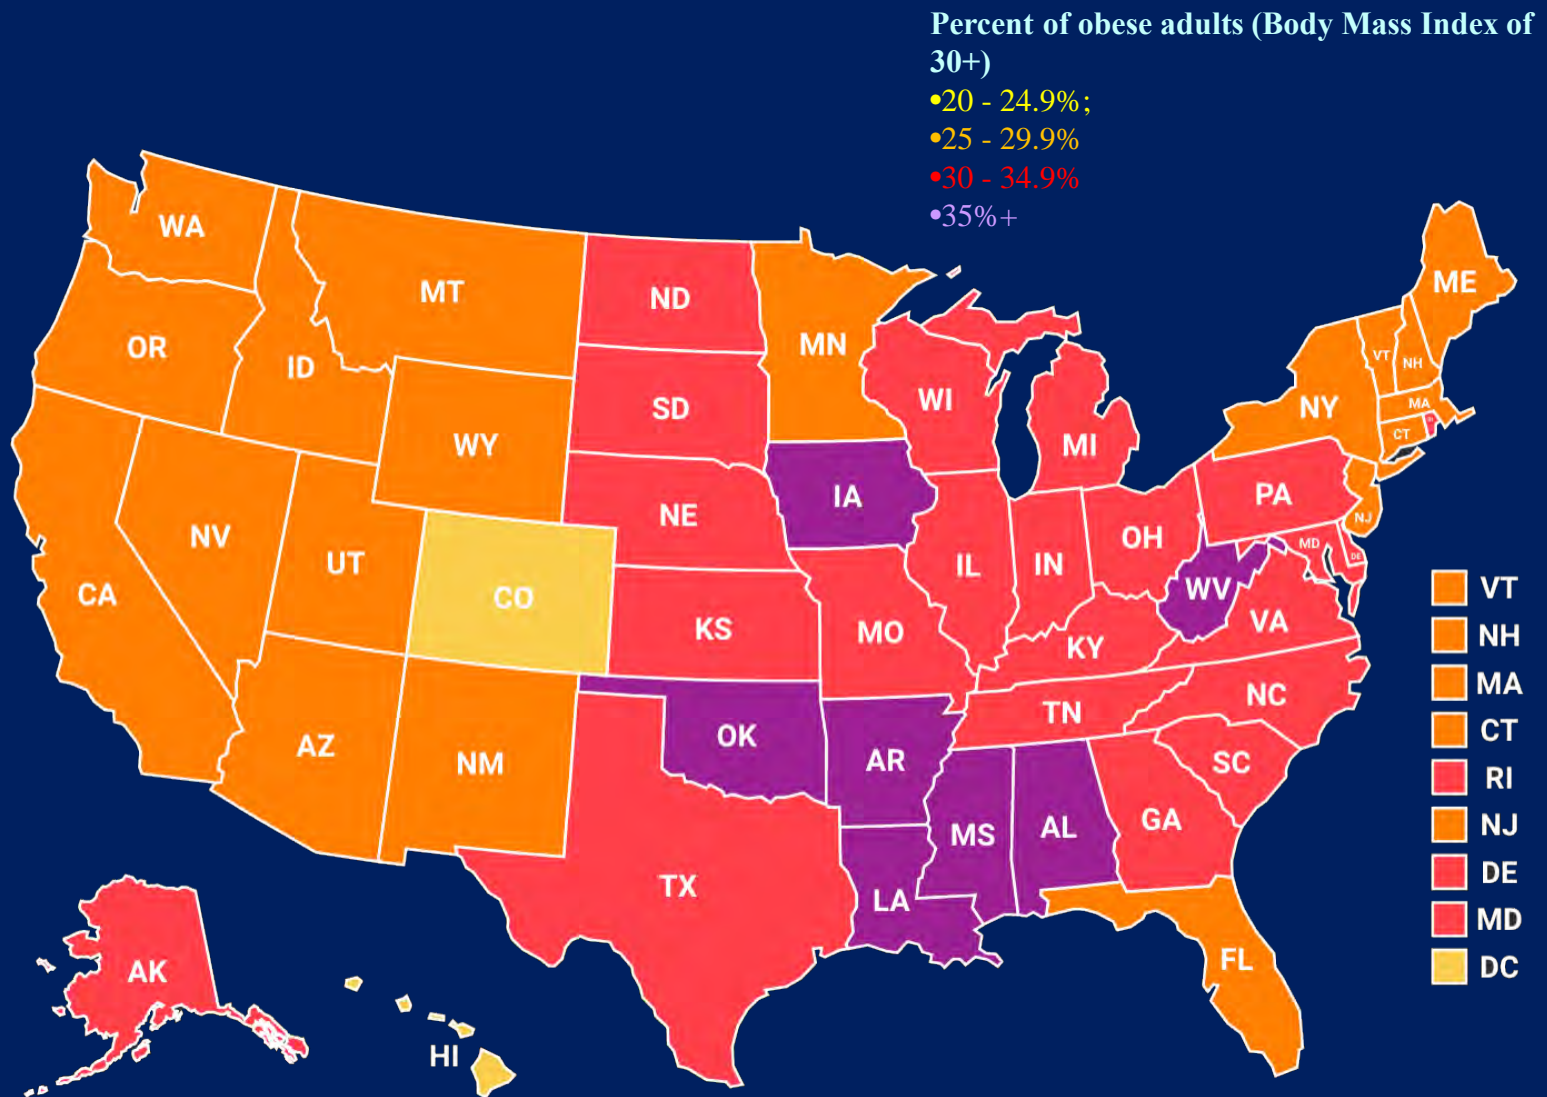 Percent of obese adults (Body Mass Index of
30+)
•20 - 24.9%;
•25 - 29.9%
•30 - 34.9%
•35%+
WA
MT
ND
MN
ME
OR
ID
SD
WI
VT
NH
NY
MA
WY
MI
CT
IA
PA
NE
NJ
NV
UT
OH
MD
CA
CO
IL
IN
DE
WV
KS
MO
VA
KY
NC
TN
AZ
NM
OK
AR
SC
MS
AL
GA
TX
LA
FL
AK
HI
VT
NH
MA
CT
RI
NJ
DE
MD
DC